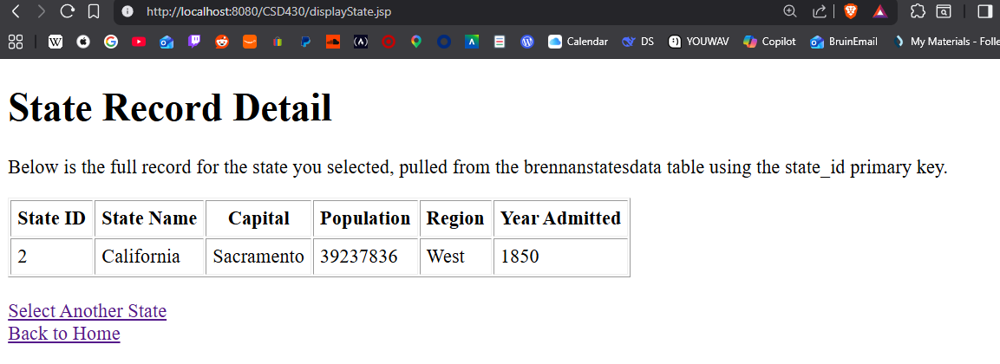 http://localhost:8080/CSD430/displayState.jsp
W G (A) A W Calendar DS YOUWAV Copilot BruinEmail My Materials - Folle
State Record Detail
Below is the full record for the state you selected, pulled from the brennanstatesdata table using the state_id primary key.
State ID State Name Capital Population Region Year Admitted
2 California Sacramento 39237836 West 1850
Select Another State
Back to Home